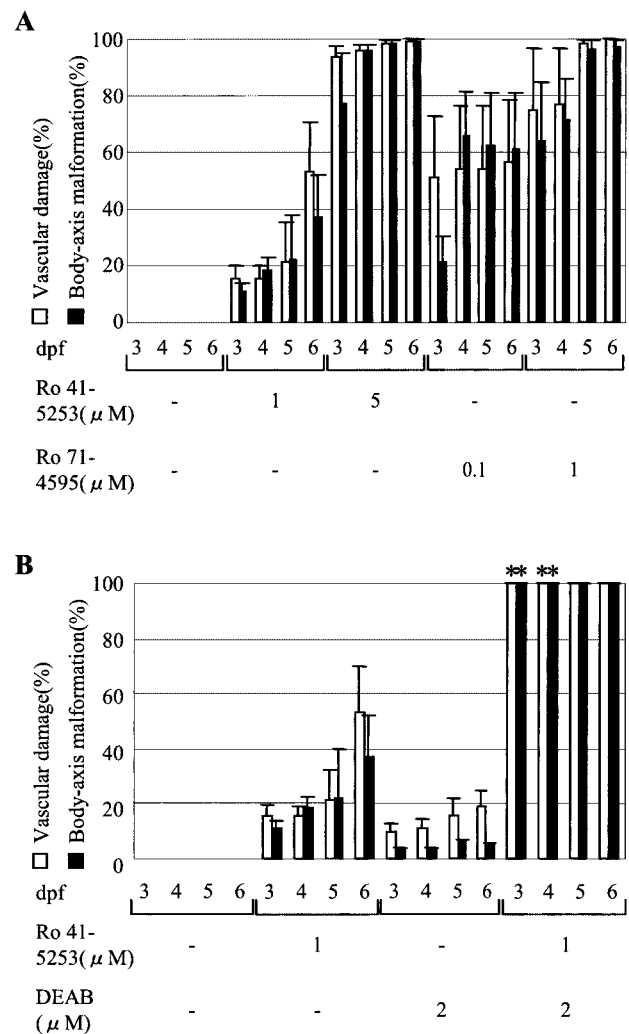 A
Vascular damage(%)
Body-axis malformation(%)
100
80
60
40
20
0
dpf 3 4 5 6 3 4 5 6 3 4 5 6 3 4 5 6 3 4 5 6
Ro 41-
5253(μM) - 1 5 - -
Ro 71-
4595(μM) - - - 0.1 1
B
Vascular damage(%)
Body-axis malformation(%)
100
80
60
40
20
0
** **
dpf 3 4 5 6 3 4 5 6 3 4 5 6 3 4 5 6
Ro 41-
5253(μM) - 1 - 1
DEAB
(μM) - - 2 2